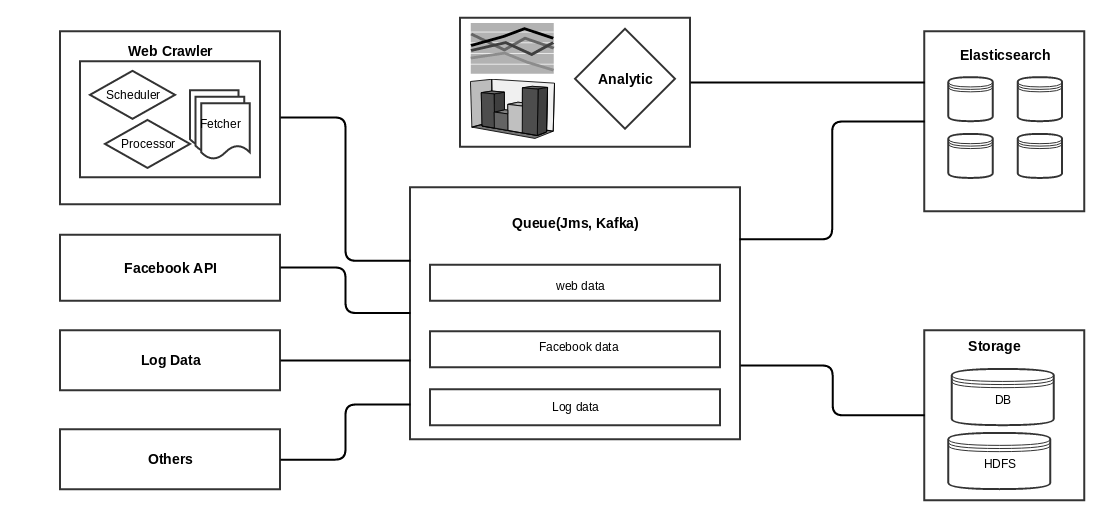 Web Crawler
Scheduler
Fetcher
Processor
Facebook API
Log Data
Others
Analytic
Queue(Jms, Kafka)
web data
Facebook data
Log data
Elasticsearch
Storage
DB
HDFS